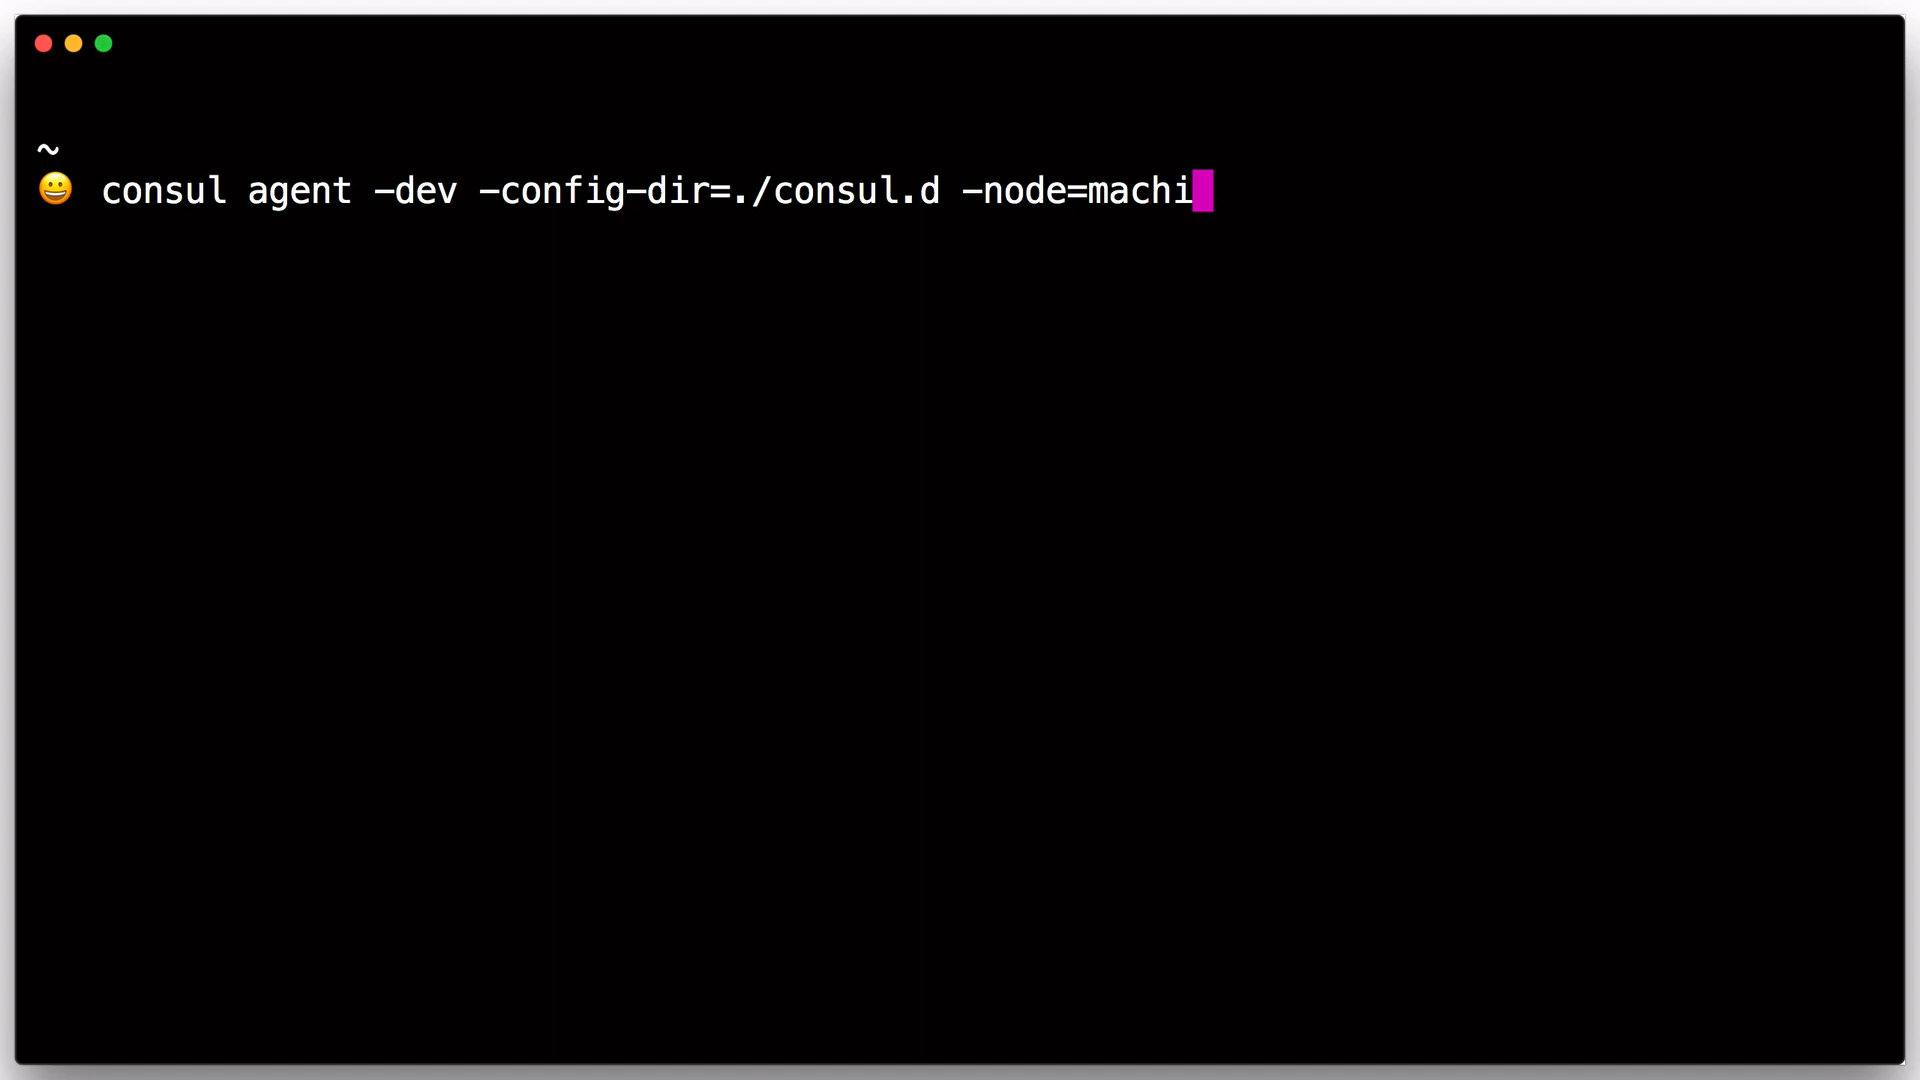 ~
😀 consul agent -dev -config-dir=./consul.d -node=machi